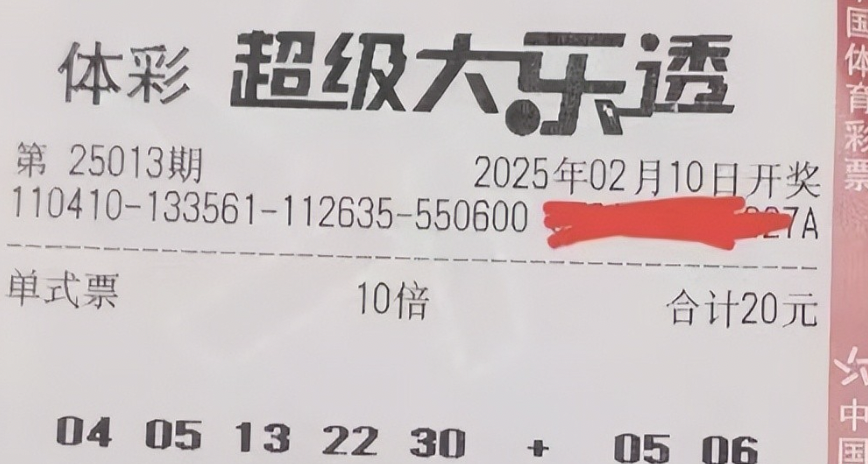 体彩 超级大乐透
第 25013期 2025年02月10日开奖
110410-133561-112635-550600 27A
单式票 10倍 合计20元
04 05 13 22 30 + 05 06
中国体育彩票
中国